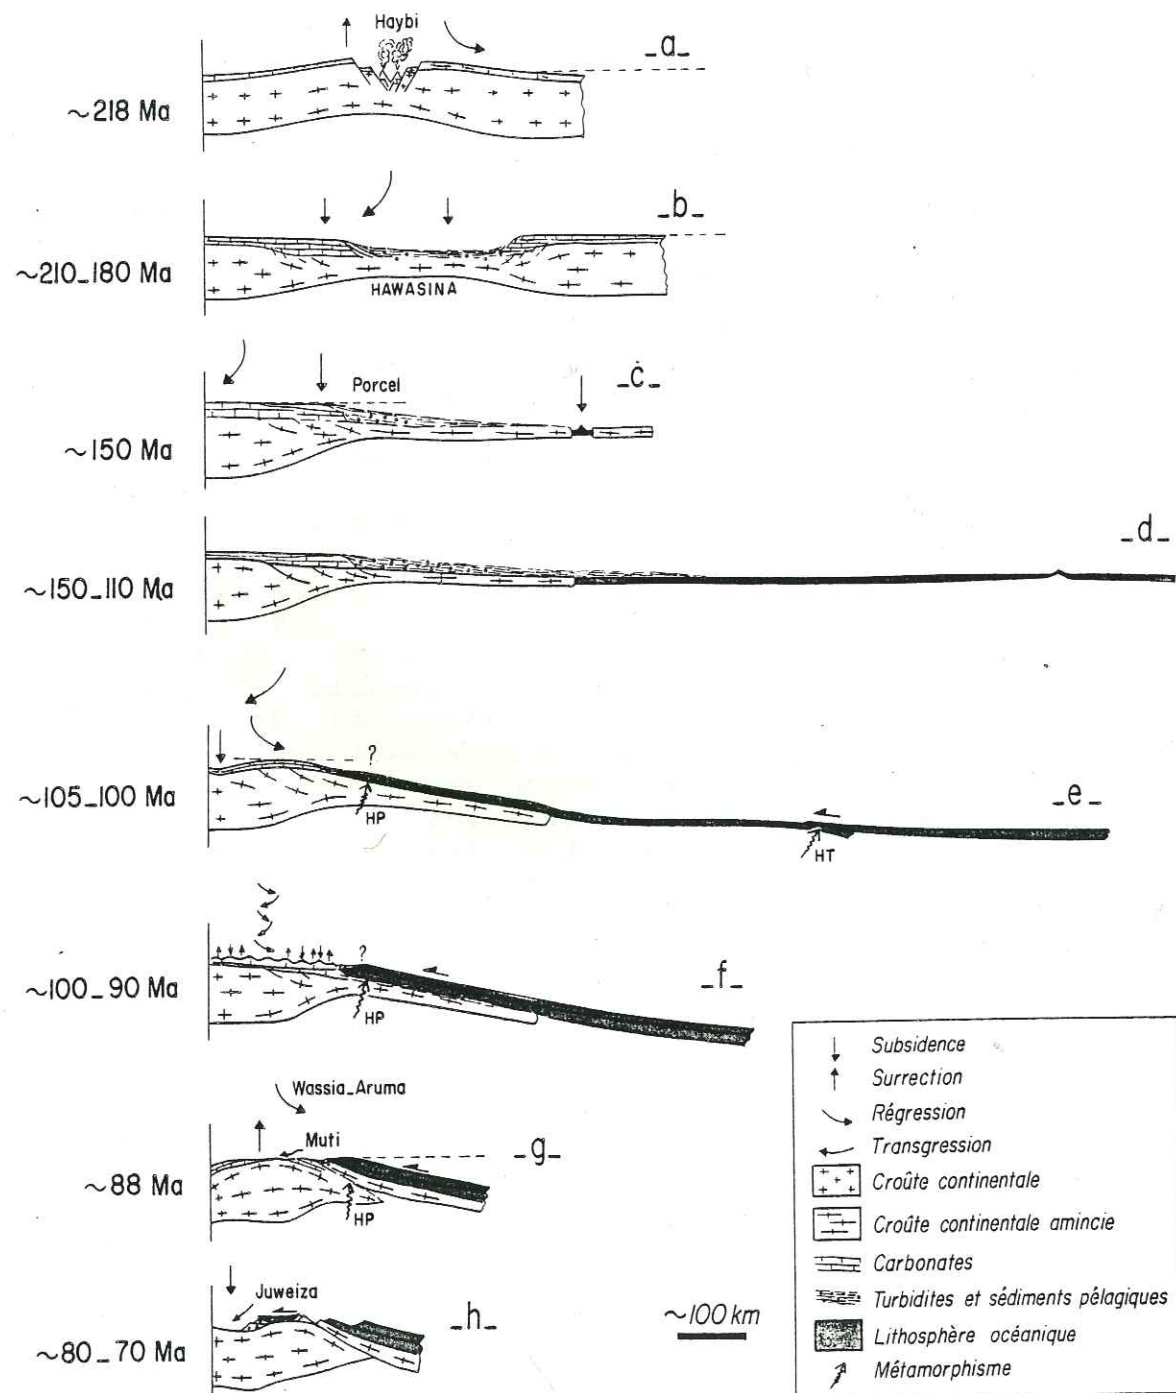 Haybi
_a_
~218 Ma
_b_
~210_180 Ma
HAWASINA
_c_
Porcel
~150 Ma
_d_
~150_110 Ma
?
~105_100 Ma
HP
_e_
HT
?
~100_90 Ma
_f_
HP
Wassia_Aruma
Muti
_g_
~88 Ma
HP
Juweiza
_h_
~100 km
~80_70 Ma
Subsidence
Surrection
Régression
Transgression
Croûte continentale
Croûte continentale amincie
Carbonates
Turbidites et sédiments pélagiques
Lithosphère océanique
Métamorphisme